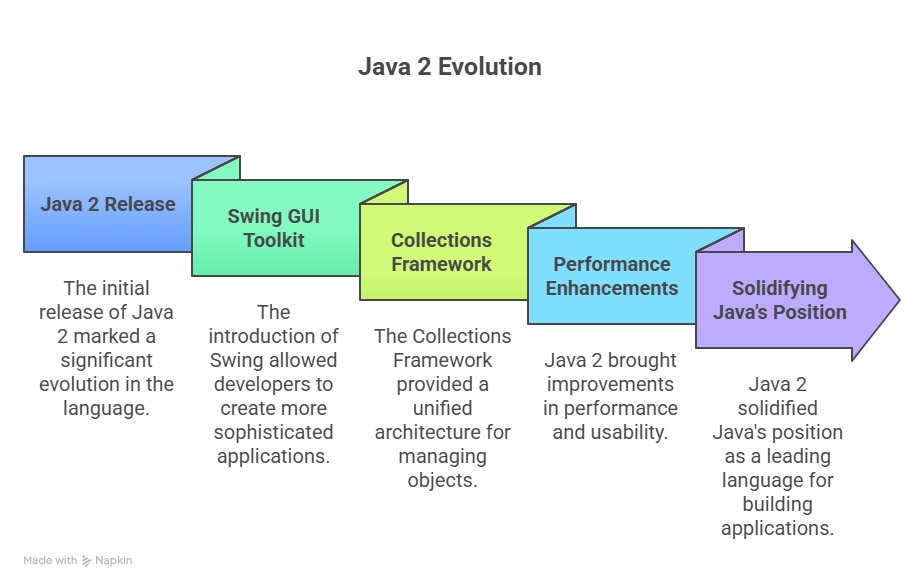 Java 2 Evolution
Java 2 Release
Swing GUI
Toolkit
Collections
Framework
Performance
Enhancements
Solidifying
Java's Position
The initial
release of Java
2 marked a
significant
evolution in the
language.
The
introduction of
Swing allowed
developers to
create more
sophisticated
applications.
The Collections
Framework
provided a
unified
architecture for
managing
objects.
Java 2 brought
improvements
in performance
and usability.
Java 2
solidified
Java's position
as a leading
language for
building
applications.
Made with Napkin